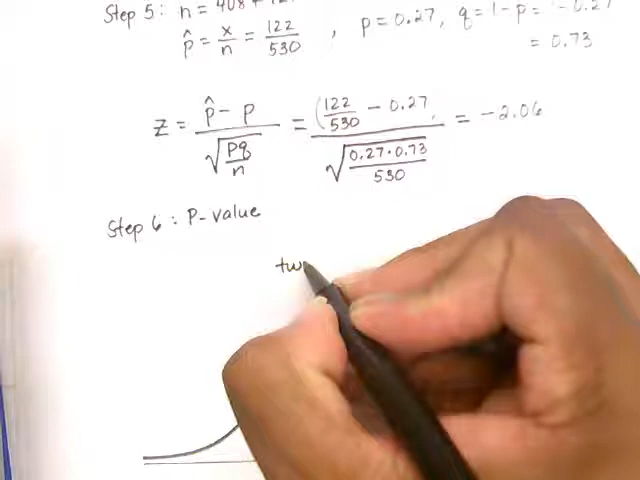 Step 5: n = 408 + 12
p̂ = x/n = 122/530 , p = 0.27, q = 1 - p = 1 - 0.27
= 0.73
z = (p̂ - p)/√(pq/n) = (122/530 - 0.27)/√(0.27·0.73/530) = -2.06
Step 6: P-value
tw